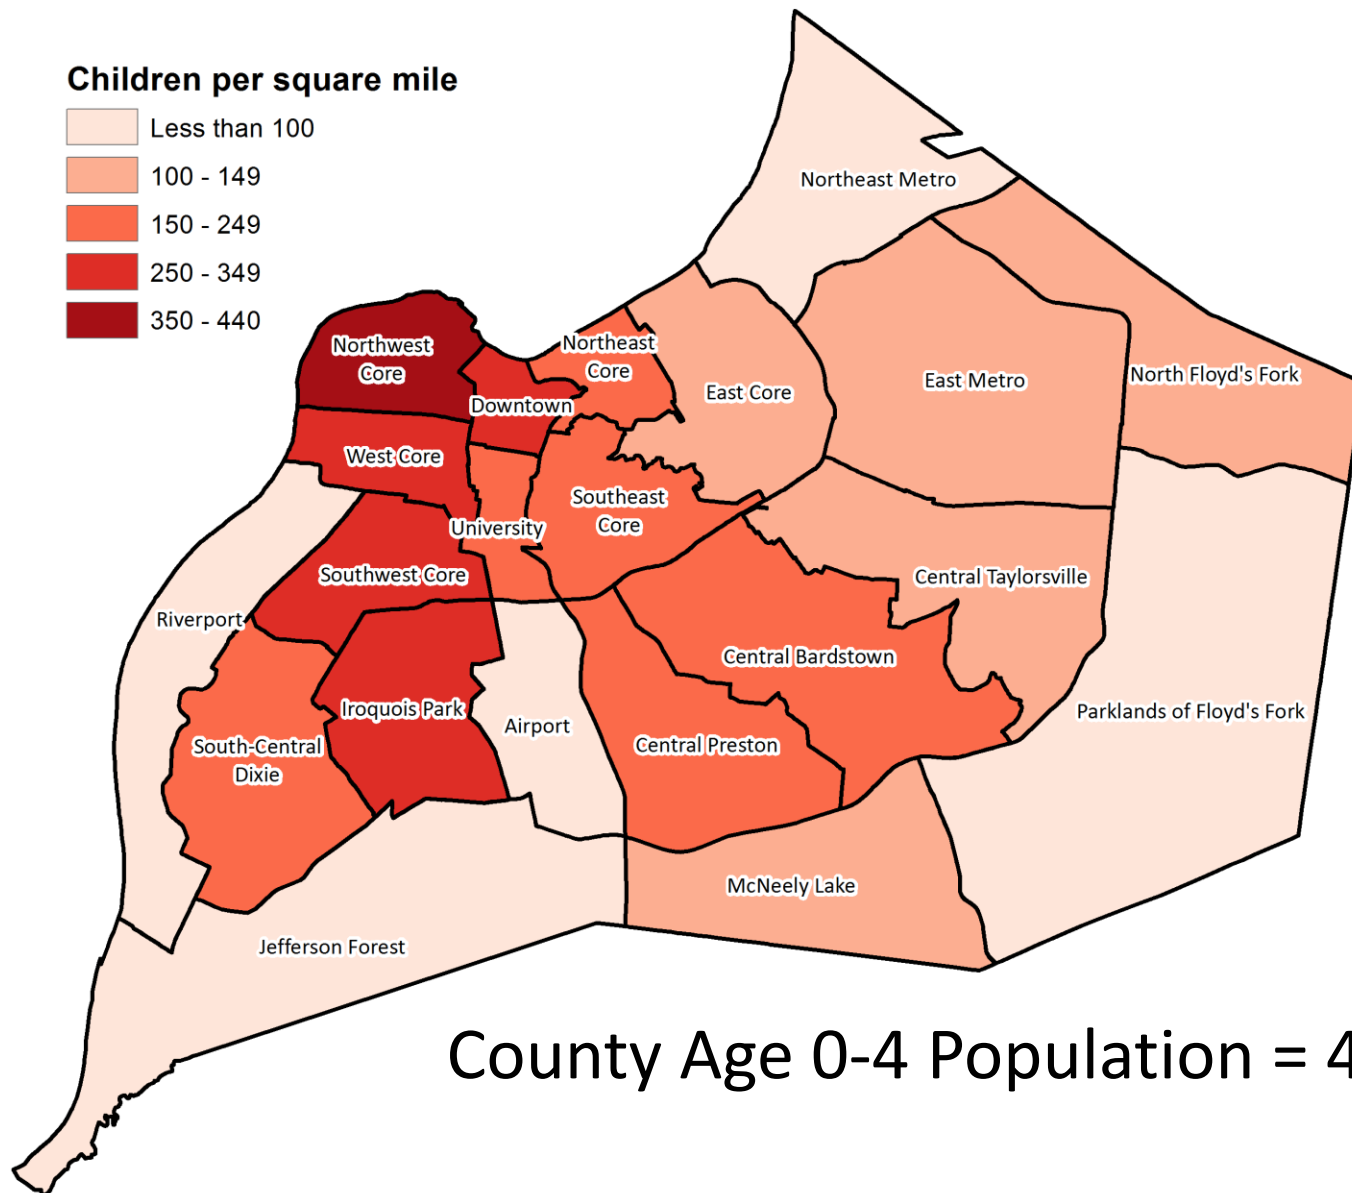 Children per square mile
Less than 100
100 - 149
150 - 249
250 - 349
350 - 440
Northeast Metro
Northwest
Core
Northeast
Core
North Floyd's Fork
East Metro
East Core
Downtown
West Core
Southeast
Core
University
Southwest Core
Central Taylorsville
Riverport
Central Bardstown
Iroquois Park
Parklands of Floyd's Fork
Airport
South-Central
Dixie
Central Preston
McNeely Lake
Jefferson Forest
County Age 0-4 Population = 4